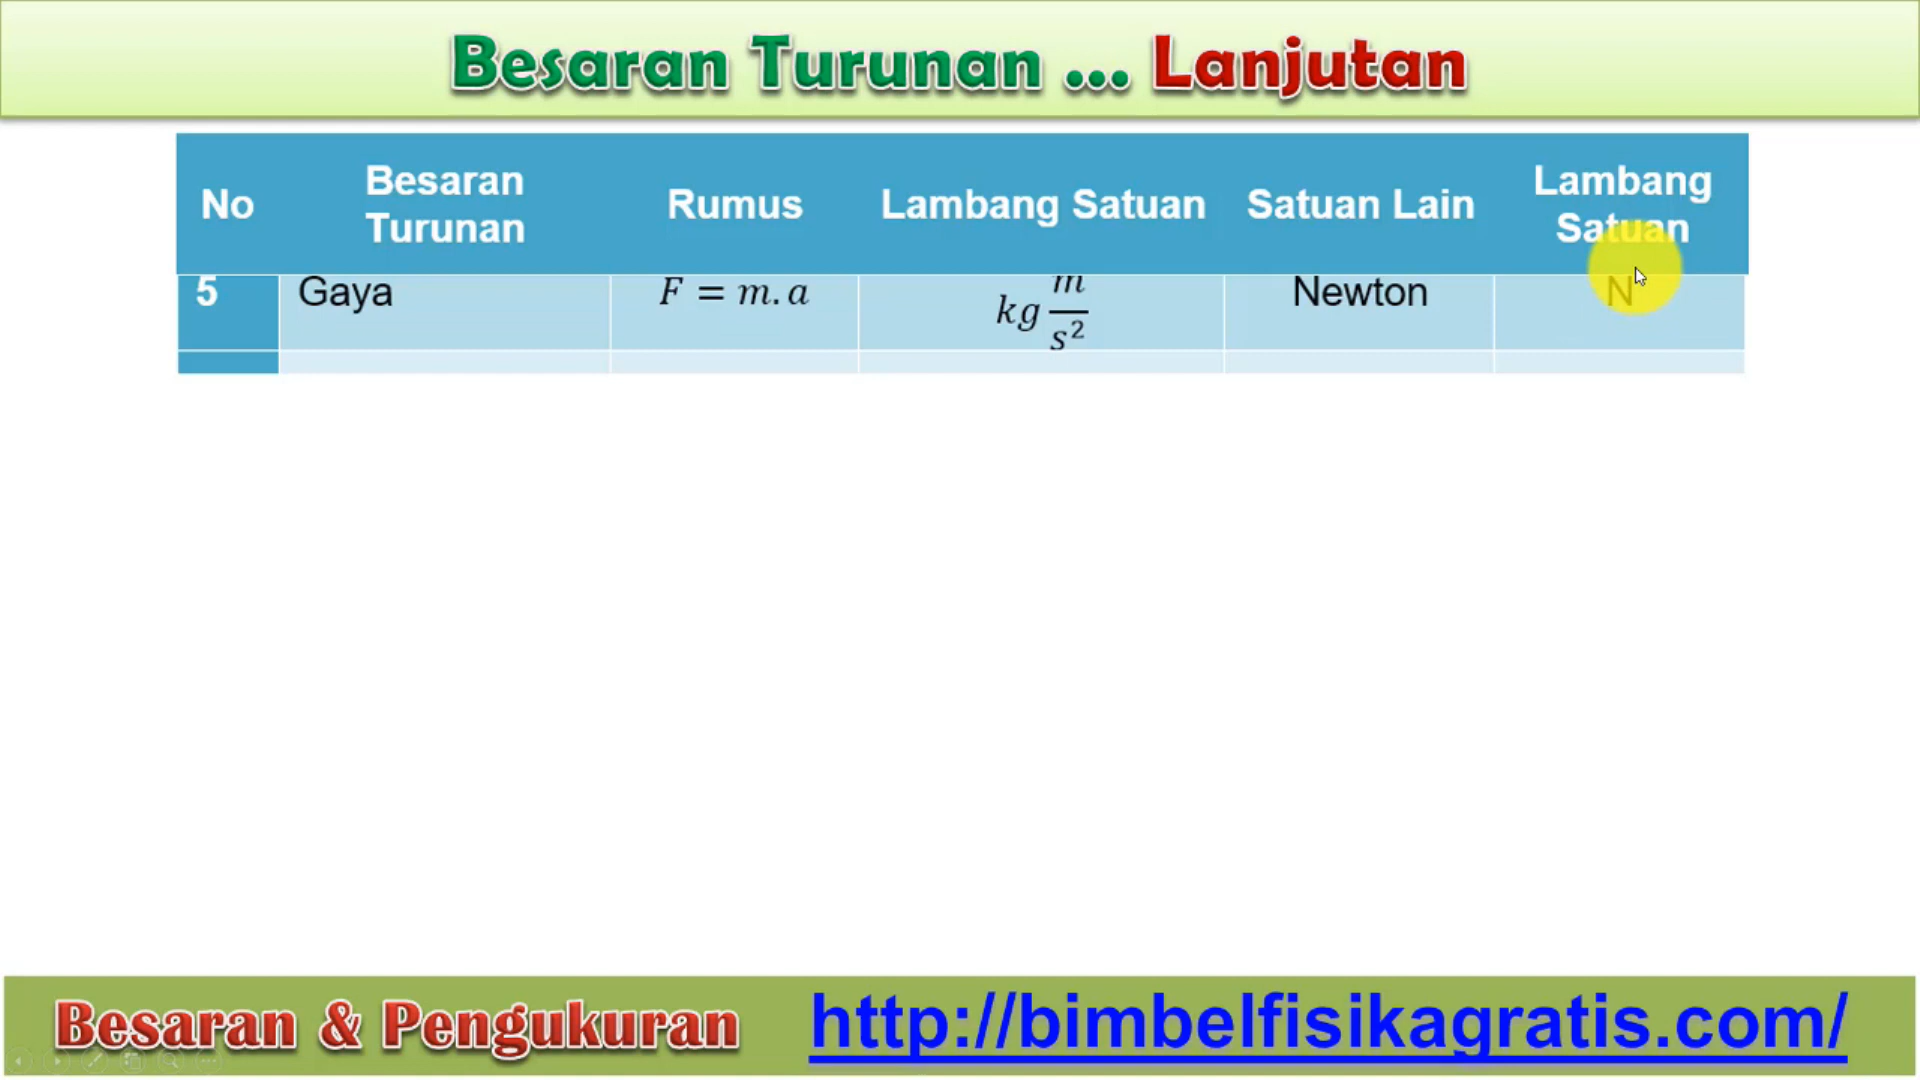 Besaran Turunan ... Lanjutan
No
Besaran
Turunan
Rumus
Lambang Satuan
Satuan Lain
Lambang
Satuan
5
Gaya
F = m. a
kg m/s²
Newton
N
Besaran & Pengukuran
http://bimbelfisikagratis.com/